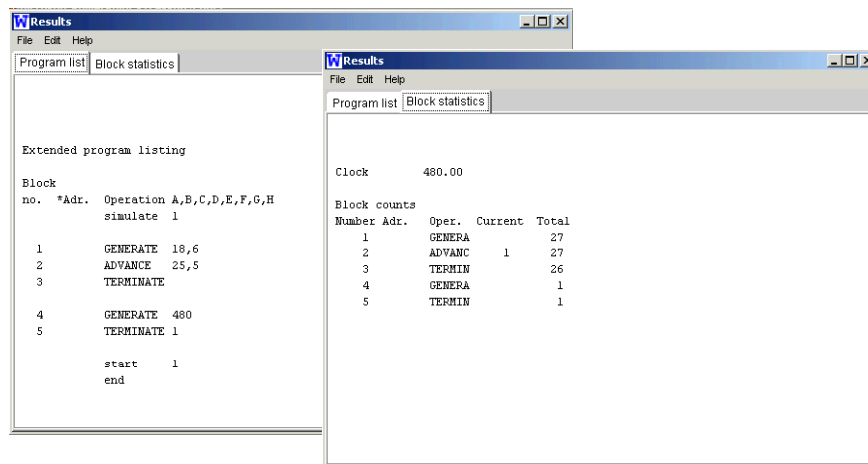 Results
File Edit Help
Program list Block statistics
Extended program listing
Block
no. *Adr. Operation A,B,C,D,E,F,G,H
simulate 1
1 GENERATE 18,6
2 ADVANCE 25,5
3 TERMINATE
4 GENERATE 480
5 TERMINATE 1
start 1
end
Results
File Edit Help
Program list Block statistics
Clock 480.00
Block counts
Number Adr. Oper. Current Total
1 GENERA 27
2 ADVANC 1 27
3 TERMIN 26
4 GENERA 1
5 TERMIN 1